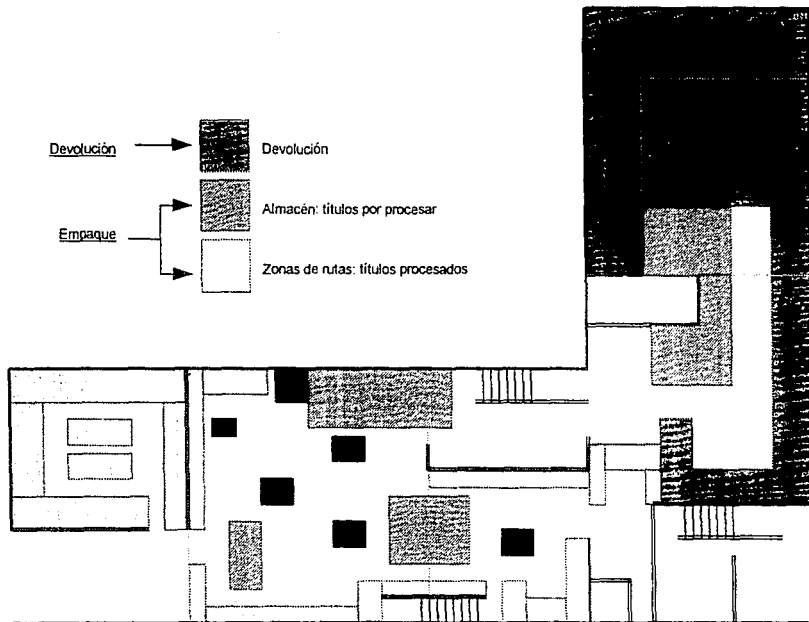 Devolución
Devolución
Almacén: títulos por procesar
Empaque
Zonas de rutas: títulos procesados